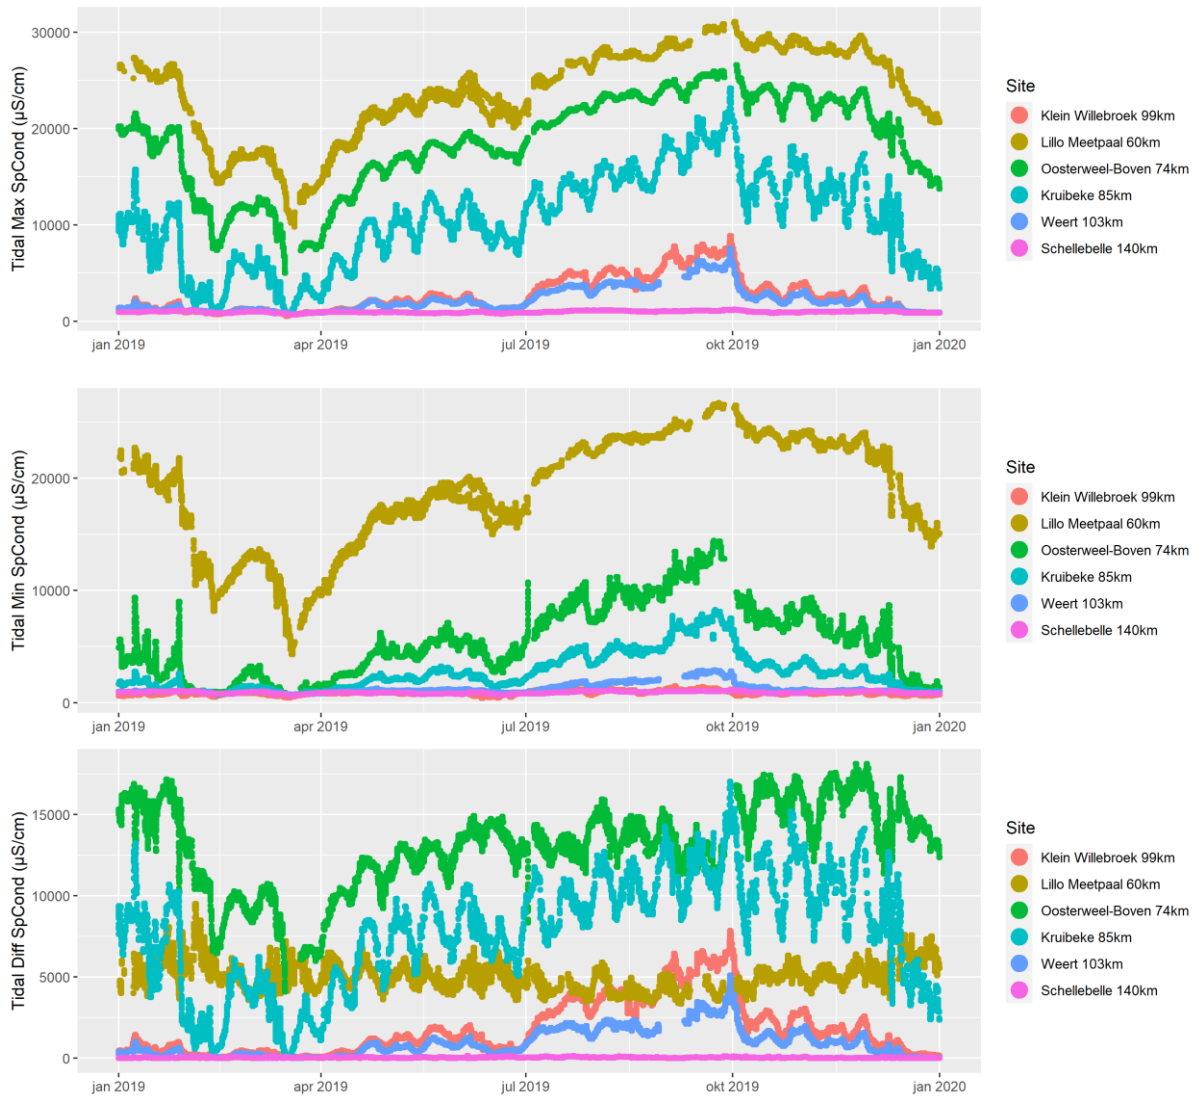 Tidal Max SpCond (µS/cm)
30000
20000
10000
0
jan 2019 apr 2019 jul 2019 okt 2019 jan 2020
Site
Klein Willebroek 99km
Lillo Meetpaal 60km
Oosterweel-Boven 74km
Kruibeke 85km
Weert 103km
Schellebelle 140km
Tidal Min SpCond (µS/cm)
20000
10000
0
jan 2019 apr 2019 jul 2019 okt 2019 jan 2020
Site
Klein Willebroek 99km
Lillo Meetpaal 60km
Oosterweel-Boven 74km
Kruibeke 85km
Weert 103km
Schellebelle 140km
Tidal Diff SpCond (µS/cm)
15000
10000
5000
0
jan 2019 apr 2019 jul 2019 okt 2019 jan 2020
Site
Klein Willebroek 99km
Lillo Meetpaal 60km
Oosterweel-Boven 74km
Kruibeke 85km
Weert 103km
Schellebelle 140km